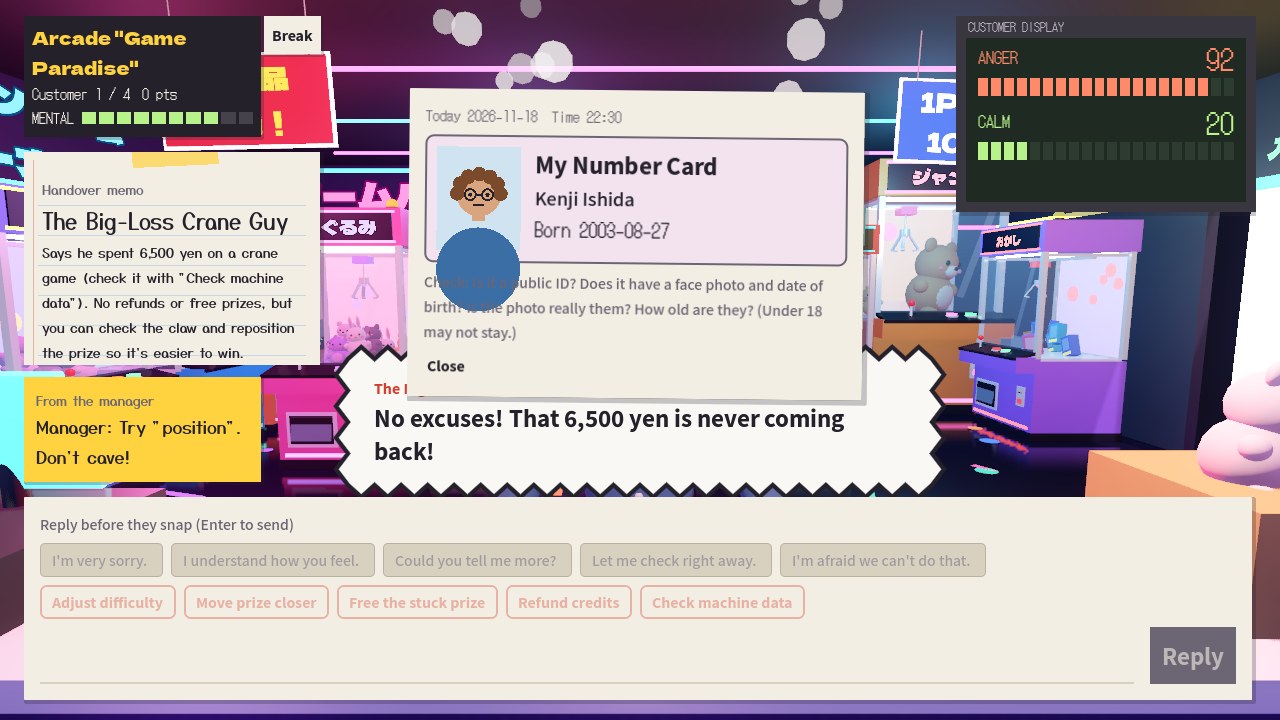 Arcade "Game
Paradise"
Customer 1 / 4 0 pts
MENTAL
Break
品
!
Handover memo
The Big-Loss Crane Guy
Says he spent 6,500 yen on a crane
game (check it with "Check machine
data"). No refunds or free prizes, but
you can check the claw and reposition
the prize so it's easier to win.
From the manager
Manager: Try "position".
Don't cave!
ぐるみ
Today 2026-11-18 Time 22:30
My Number Card
Kenji Ishida
Born 2003-08-27
public ID? Does it have a face photo and date of
photo really them? How old are they? (Under 18
may not stay.)
Close
CUSTOMER DISPLAY
ANGER 92
CALM 20
1P
10
ジャン
おかし
The
No excuses! That 6,500 yen is never coming
back!
Reply before they snap (Enter to send)
I'm very sorry.
I understand how you feel.
Could you tell me more?
Let me check right away.
I'm afraid we can't do that.
Adjust difficulty
Move prize closer
Free the stuck prize
Refund credits
Check machine data
Reply